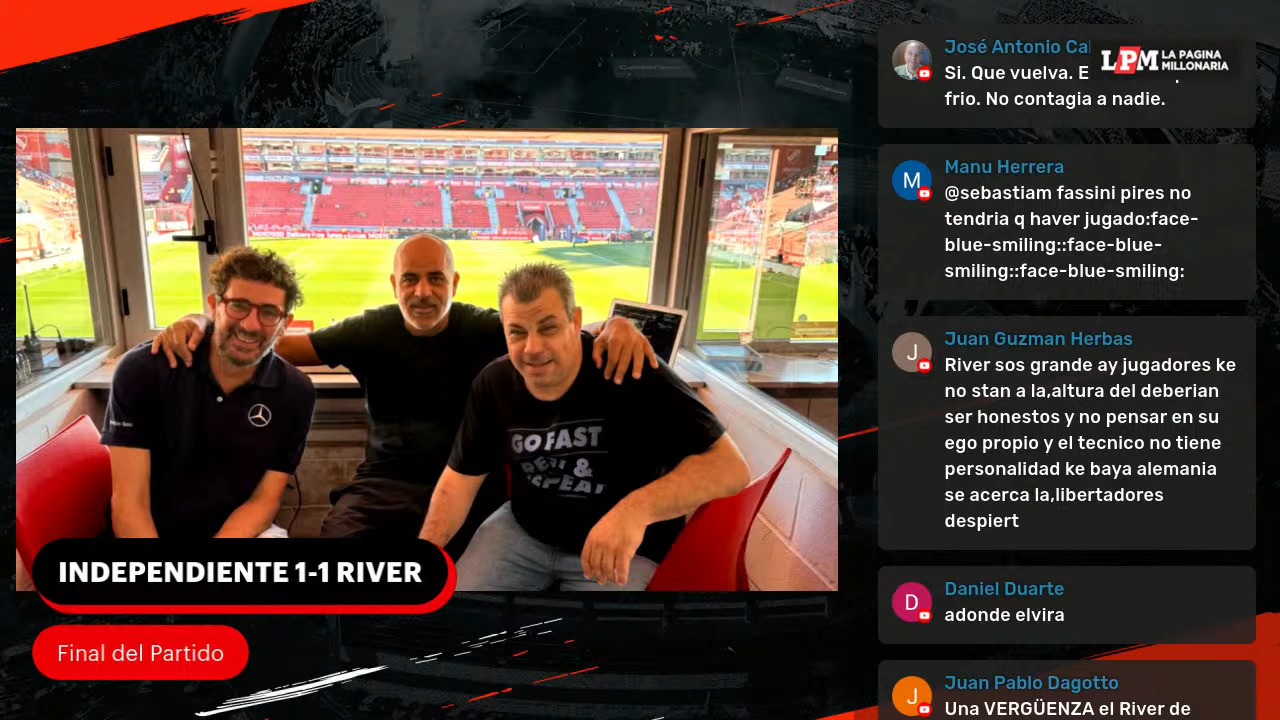 INDEPENDIENTE 1-1 RIVER
Final del Partido
GO FAST
LPM LA PAGINA
MILLONARIA
José Antonio Ca
Si. Que vuelva. E
frio. No contagia a nadie.
M
Manu Herrera
@sebastiam fassini pires no
tendria q haver jugado:face-
blue-smiling::face-blue-
smiling::face-blue-smiling:
J
Juan Guzman Herbas
River sos grande ay jugadores ke
no stan a la,altura del deberian
ser honestos y no pensar en su
ego propio y el tecnico no tiene
personalidad ke baya alemania
se acerca la,libertadores
despiert
D
Daniel Duarte
adonde elvira
J
Juan Pablo Dagotto
Una VERGÜENZA el River de